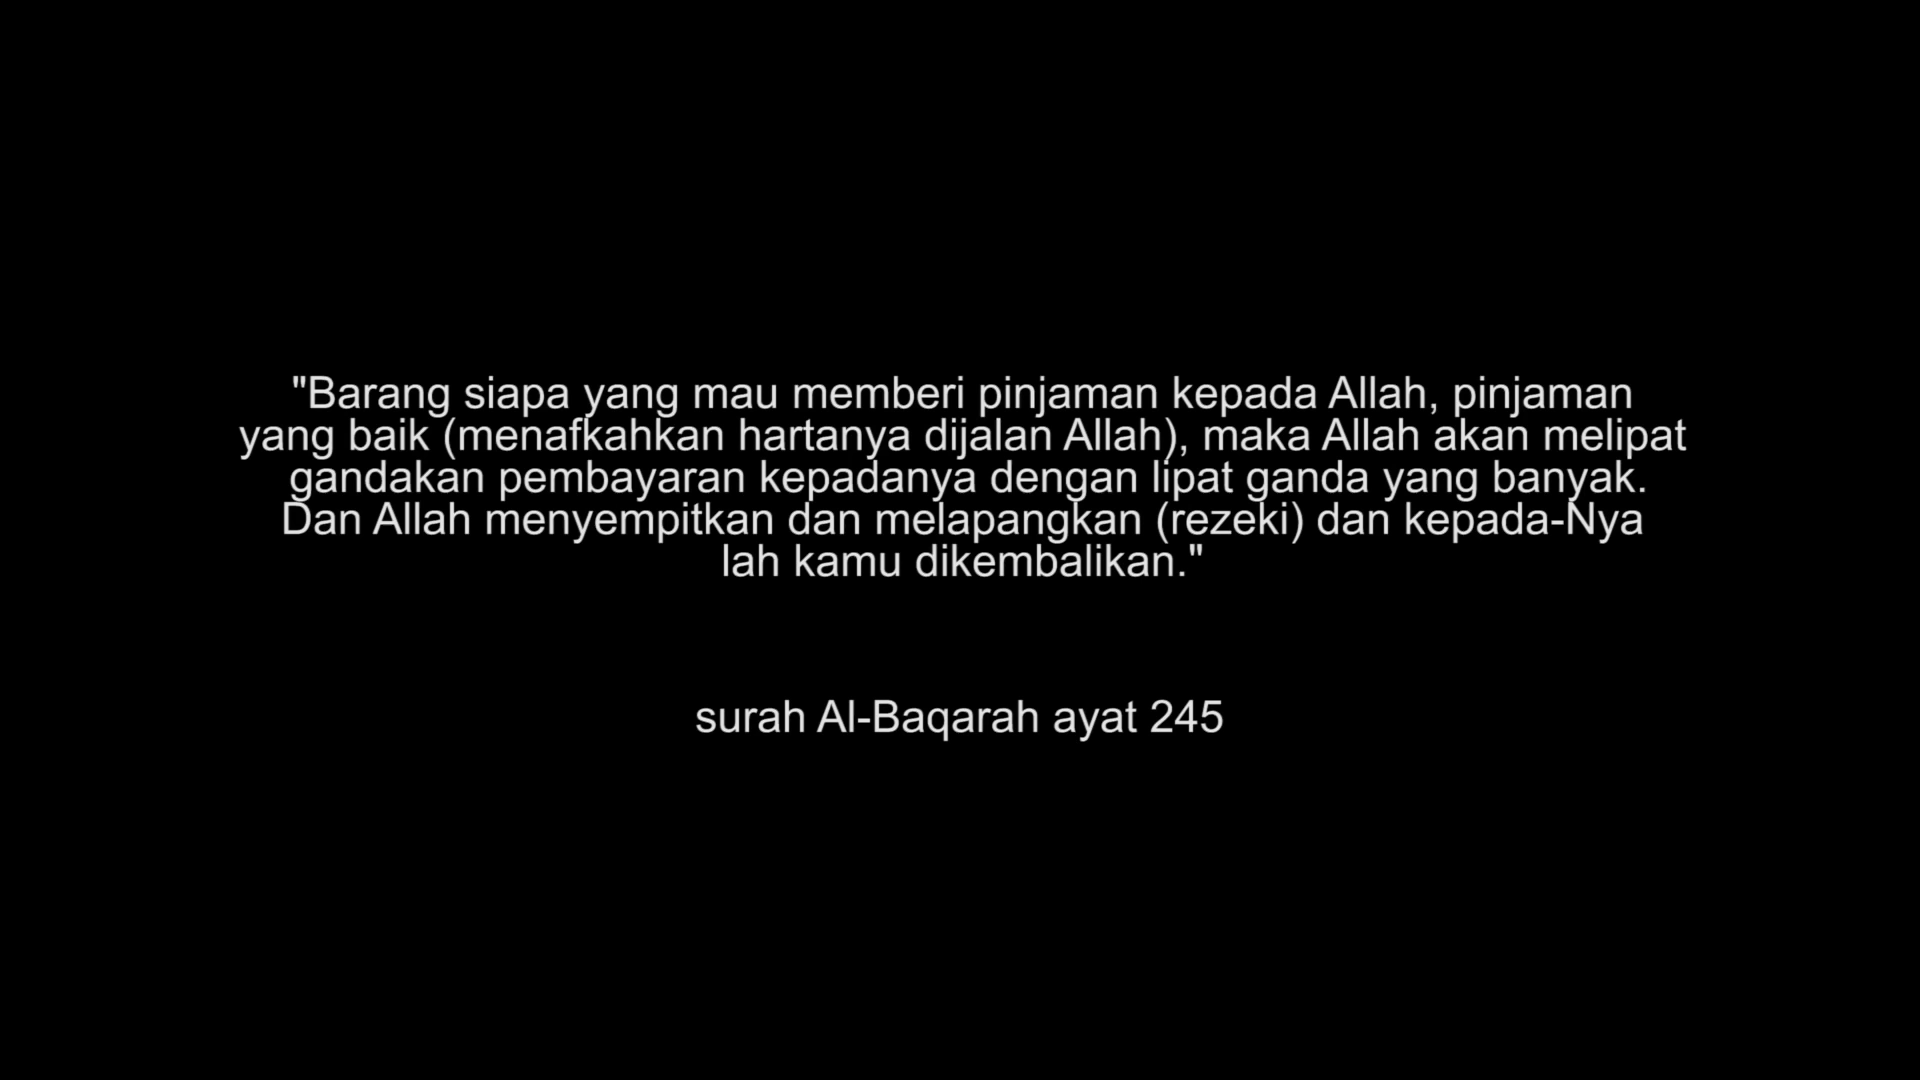 "Barang siapa yang mau memberi pinjaman kepada Allah, pinjaman
yang baik (menafkahkan hartanya dijalan Allah), maka Allah akan melipat
gandakan pembayaran kepadanya dengan lipat ganda yang banyak.
Dan Allah menyempitkan dan melapangkan (rezeki) dan kepada-Nya
lah kamu dikembalikan."
surah Al-Baqarah ayat 245